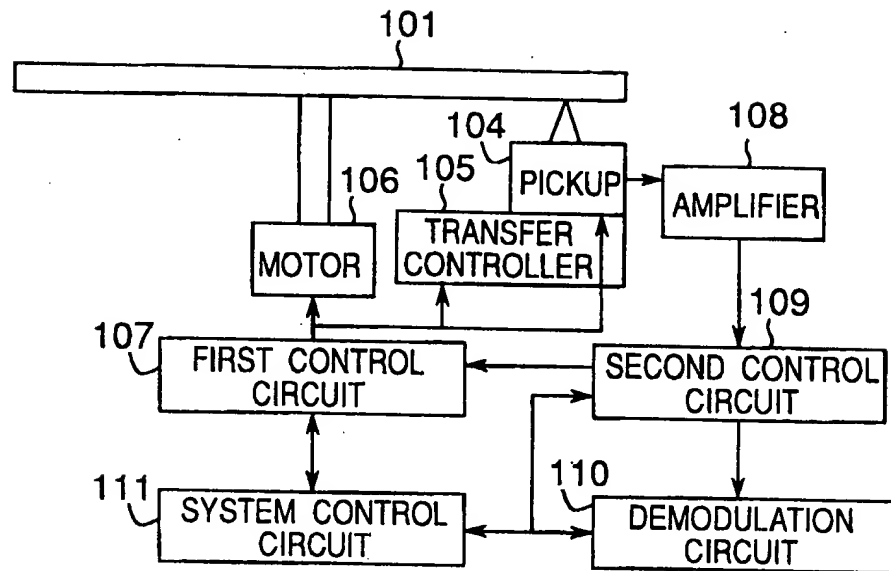 101
104
PICKUP
108
AMPLIFIER
105
TRANSFER
CONTROLLER
106
MOTOR
107
FIRST CONTROL
CIRCUIT
109
SECOND CONTROL
CIRCUIT
111
SYSTEM CONTROL
CIRCUIT
110
DEMODULATION
CIRCUIT